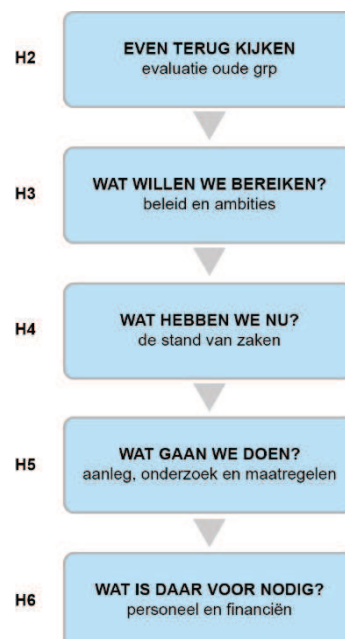 H2
EVEN TERUG KIJKEN
evaluatie oude grp
H3
WAT WILLEN WE BEREIKEN?
beleid en ambities
H4
WAT HEBBEN WE NU?
de stand van zaken
H5
WAT GAAN WE DOEN?
aanleg, onderzoek en maatregelen
H6
WAT IS DAAR VOOR NODIG?
personeel en financiën